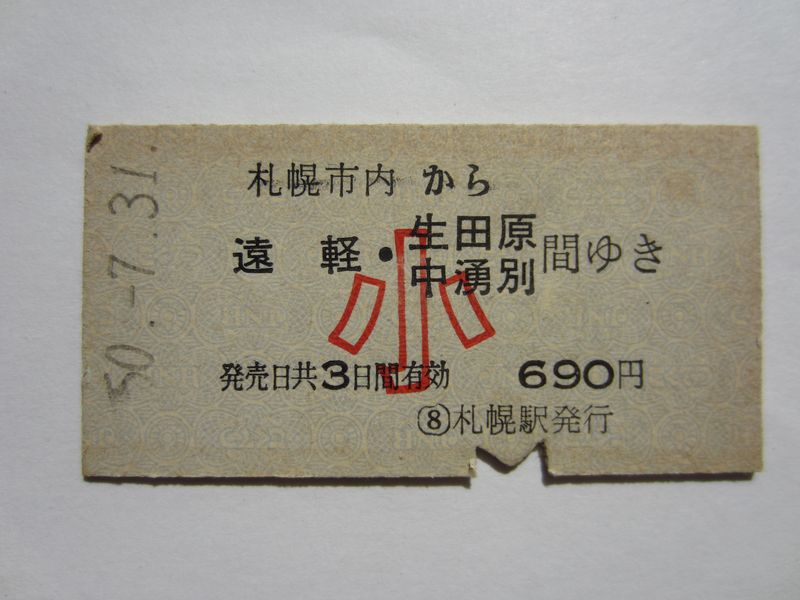 50.-7.31.
札幌市内から
遠軽・生田原
中湧別間ゆき
小
発売日共3日間有効 690円
⑧札幌駅発行